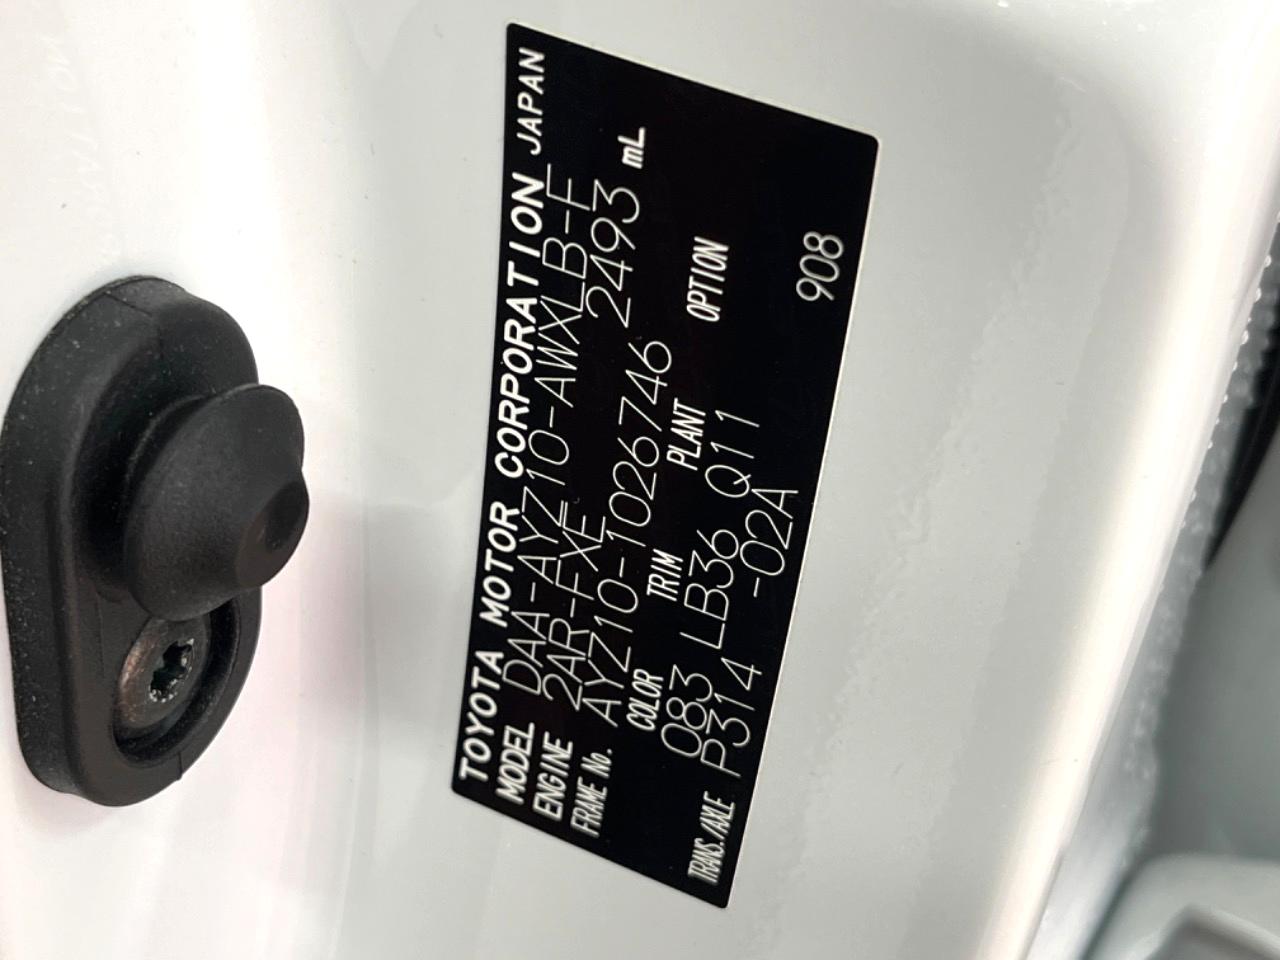 TOYOTA MOTOR CORPORATION JAPAN
MODEL DAA-AYZ10-AWXLB-E
ENGINE 2AR-FXE 2493 mL
FRAME No. AYZ10-1026746
COLOR TRIM PLANT OPTION
083 LB36 Q11
TRANS./AXLE P314 -02A
908